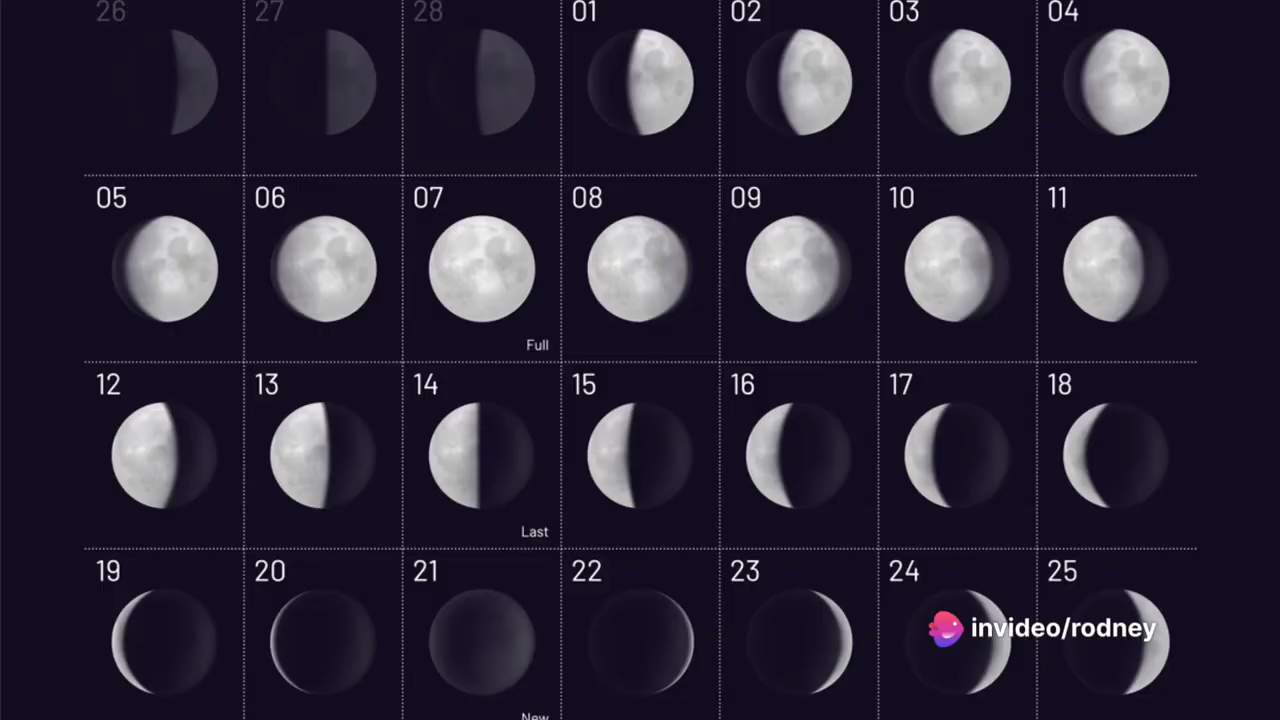 26 27 28 01 02 03 04
05 06 07 08 09 10 11
Full
12 13 14 15 16 17 18
Last
19 20 21 22 23 24 25
invideo/rodney
New